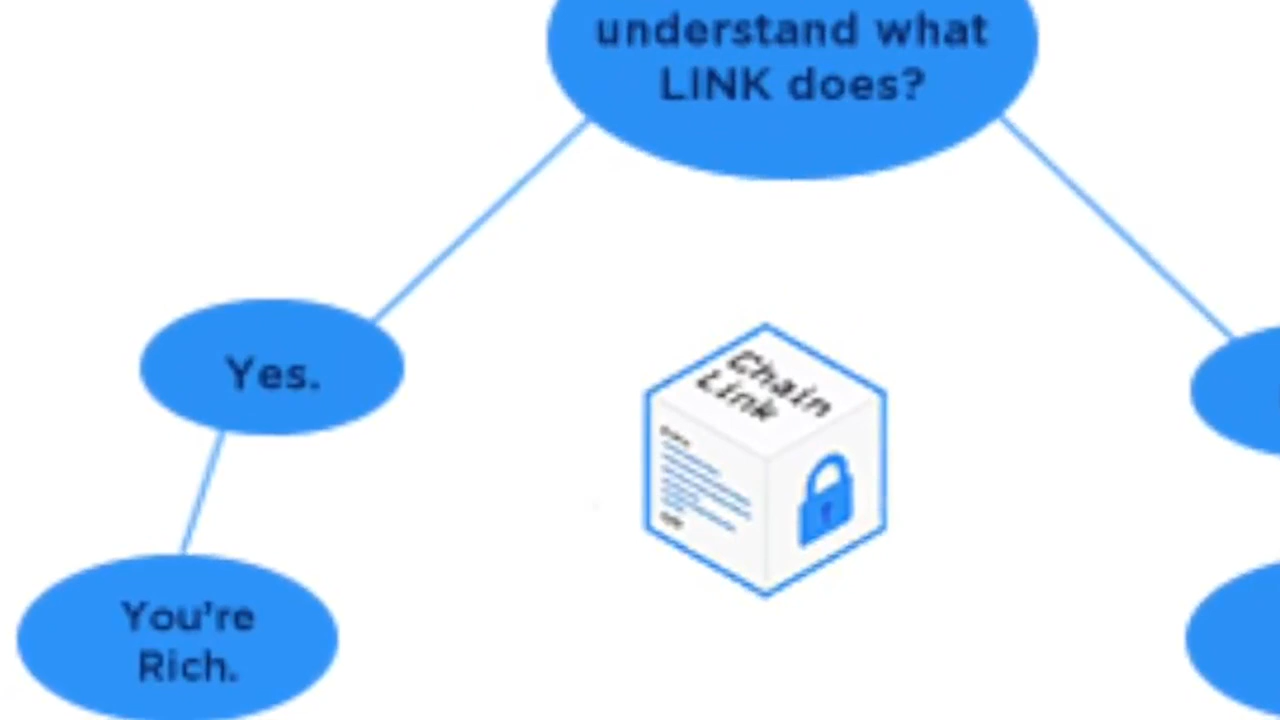 understand what
LINK does?
Yes.
Chain
Link
You're
Rich.